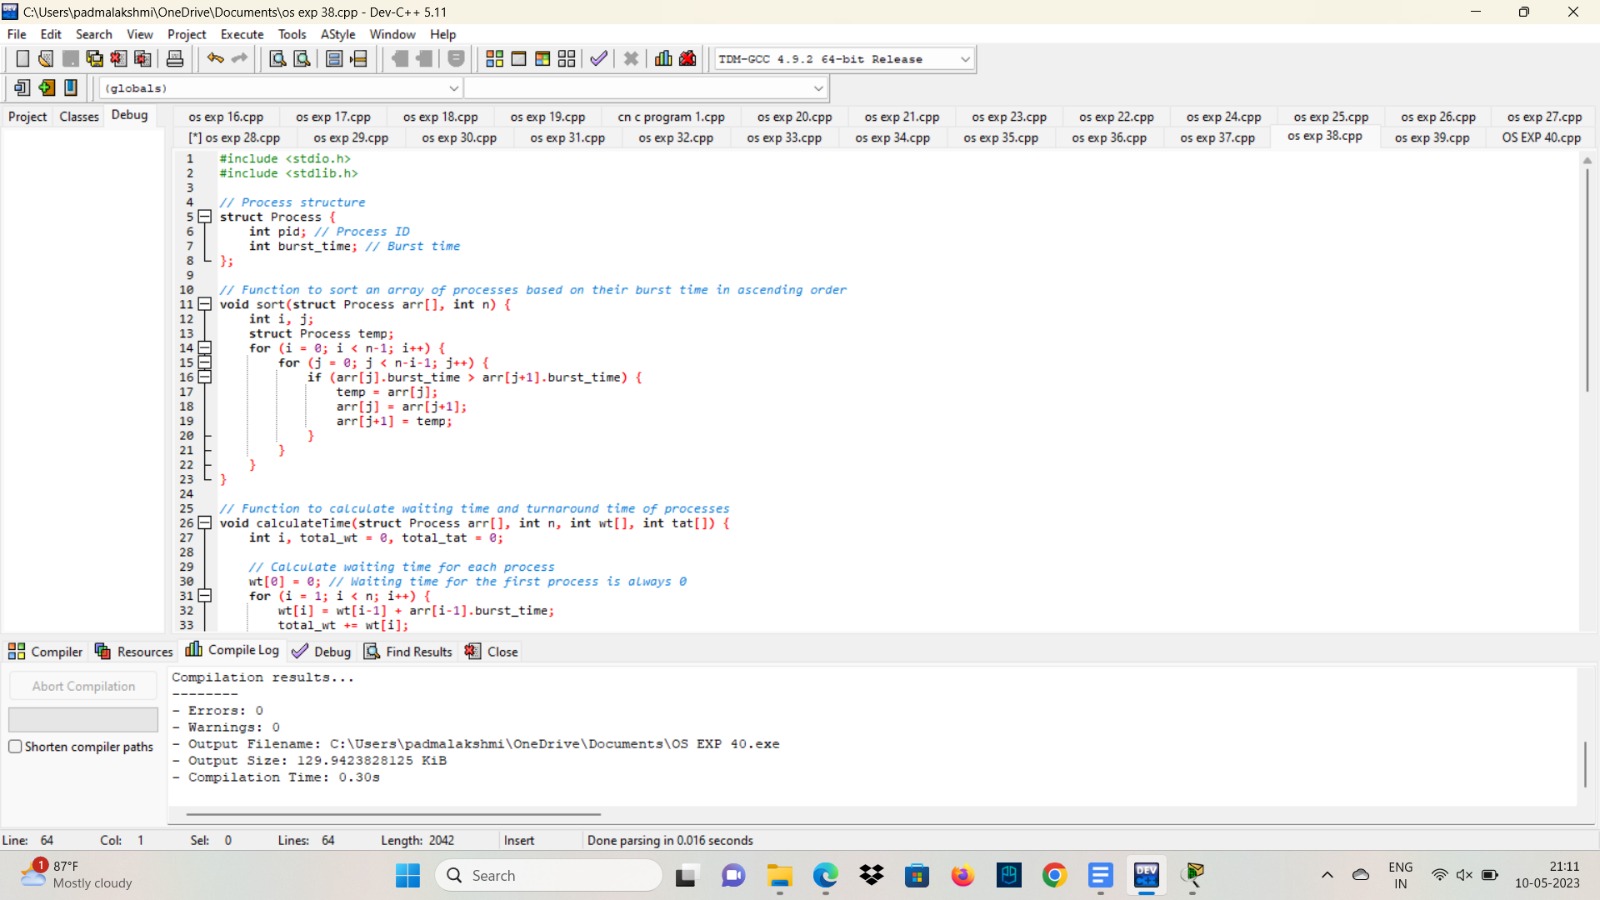 C:\Users\padmalakshmi\OneDrive\Documents\os exp 38.cpp - Dev-C++ 5.11
File Edit Search View Project Execute Tools AStyle Window Help
TDM-GCC 4.9.2 64-bit Release
(globals)
Project Classes Debug
os exp 16.cpp os exp 17.cpp os exp 18.cpp os exp 19.cpp cn c program 1.cpp os exp 20.cpp os exp 21.cpp os exp 23.cpp os exp 22.cpp os exp 24.cpp os exp 25.cpp os exp 26.cpp os exp 27.cpp
[*] os exp 28.cpp os exp 29.cpp os exp 30.cpp os exp 31.cpp os exp 32.cpp os exp 33.cpp os exp 34.cpp os exp 35.cpp os exp 36.cpp os exp 37.cpp os exp 38.cpp os exp 39.cpp OS EXP 40.cpp
1 #include <stdio.h>
2 #include <stdlib.h>
3
4 // Process structure
5 struct Process {
6 int pid; // Process ID
7 int burst_time; // Burst time
8 };
9
10 // Function to sort an array of processes based on their burst time in ascending order
11 void sort(struct Process arr[], int n) {
12 int i, j;
13 struct Process temp;
14 for (i = 0; i < n-1; i++) {
15 for (j = 0; j < n-i-1; j++) {
16 if (arr[j].burst_time > arr[j+1].burst_time) {
17 temp = arr[j];
18 arr[j] = arr[j+1];
19 arr[j+1] = temp;
20 }
21 }
22 }
23 }
24
25 // Function to calculate waiting time and turnaround time of processes
26 void calculateTime(struct Process arr[], int n, int wt[], int tat[]) {
27 int i, total_wt = 0, total_tat = 0;
28
29 // Calculate waiting time for each process
30 wt[0] = 0; // Waiting time for the first process is always 0
31 for (i = 1; i < n; i++) {
32 wt[i] = wt[i-1] + arr[i-1].burst_time;
33 total_wt += wt[i];
Compiler Resources Compile Log Debug Find Results Close
Abort Compilation
Shorten compiler paths
Compilation results...
--------
- Errors: 0
- Warnings: 0
- Output Filename: C:\Users\padmalakshmi\OneDrive\Documents\OS EXP 40.exe
- Output Size: 129.9423828125 KiB
- Compilation Time: 0.30s
Line: 64 Col: 1 Sel: 0 Lines: 64 Length: 2042 Insert Done parsing in 0.016 seconds
1
87°F
Mostly cloudy
Search
DEV
ENG
IN
21:11
10-05-2023